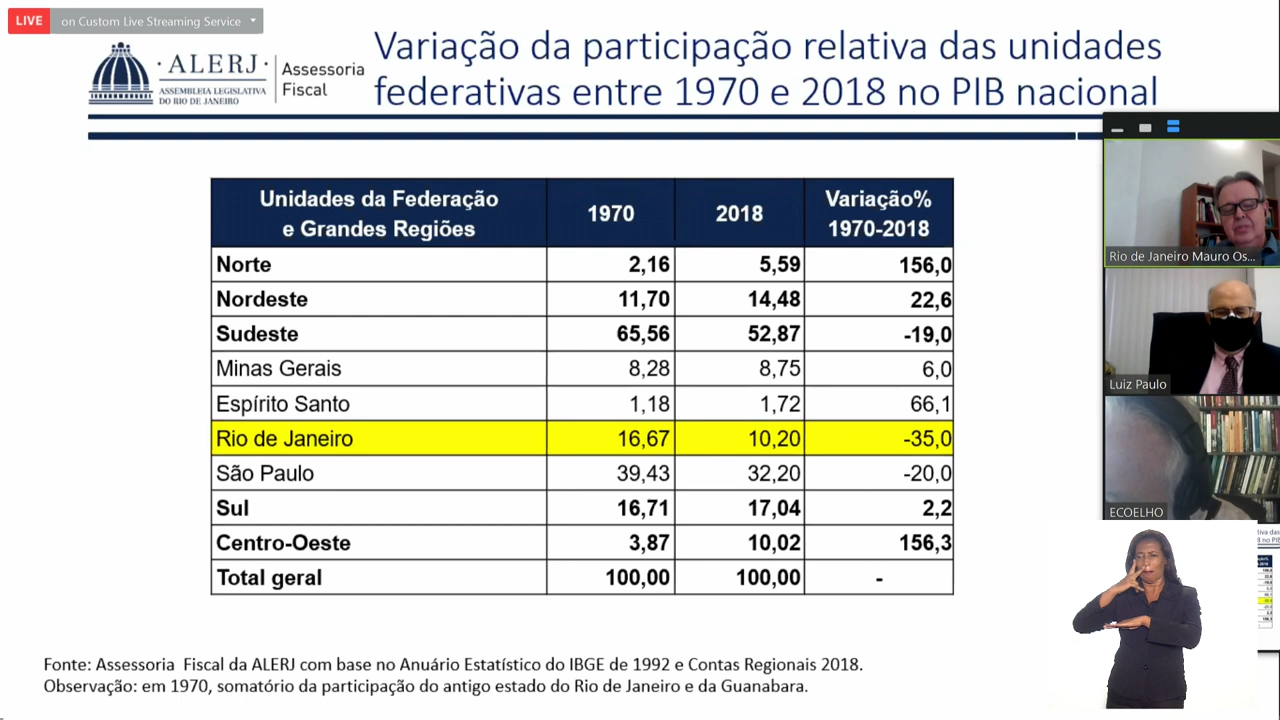 LIVE on Custom Live Streaming Service
·ALERJ·
ASSEMBLEIA LEGISLATIVA
DO RIO DE JANEIRO
Assessoria
Fiscal
Variação da participação relativa das unidades
federativas entre 1970 e 2018 no PIB nacional
Unidades da Federação
e Grandes Regiões
1970
2018
Variação%
1970-2018
Norte 2,16 5,59 156,0
Nordeste 11,70 14,48 22,6
Sudeste 65,56 52,87 -19,0
Minas Gerais 8,28 8,75 6,0
Espírito Santo 1,18 1,72 66,1
Rio de Janeiro 16,67 10,20 -35,0
São Paulo 39,43 32,20 -20,0
Sul 16,71 17,04 2,2
Centro-Oeste 3,87 10,02 156,3
Total geral 100,00 100,00 -
Fonte: Assessoria Fiscal da ALERJ com base no Anuário Estatístico do IBGE de 1992 e Contas Regionais 2018.
Observação: em 1970, somatório da participação do antigo estado do Rio de Janeiro e da Guanabara.
Rio de Janeiro Mauro Os...
Luiz Paulo
ECOELHO